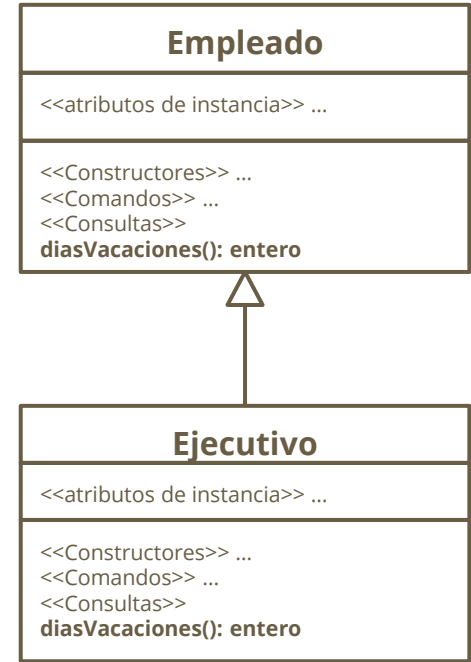 Empleado
<<atributos de instancia>> ...
<<Constructores>> ...
<<Comandos>> ...
<<Consultas>>
diasVacaciones(): entero
Ejecutivo
<<atributos de instancia>> ...
<<Constructores>> ...
<<Comandos>> ...
<<Consultas>>
diasVacaciones(): entero